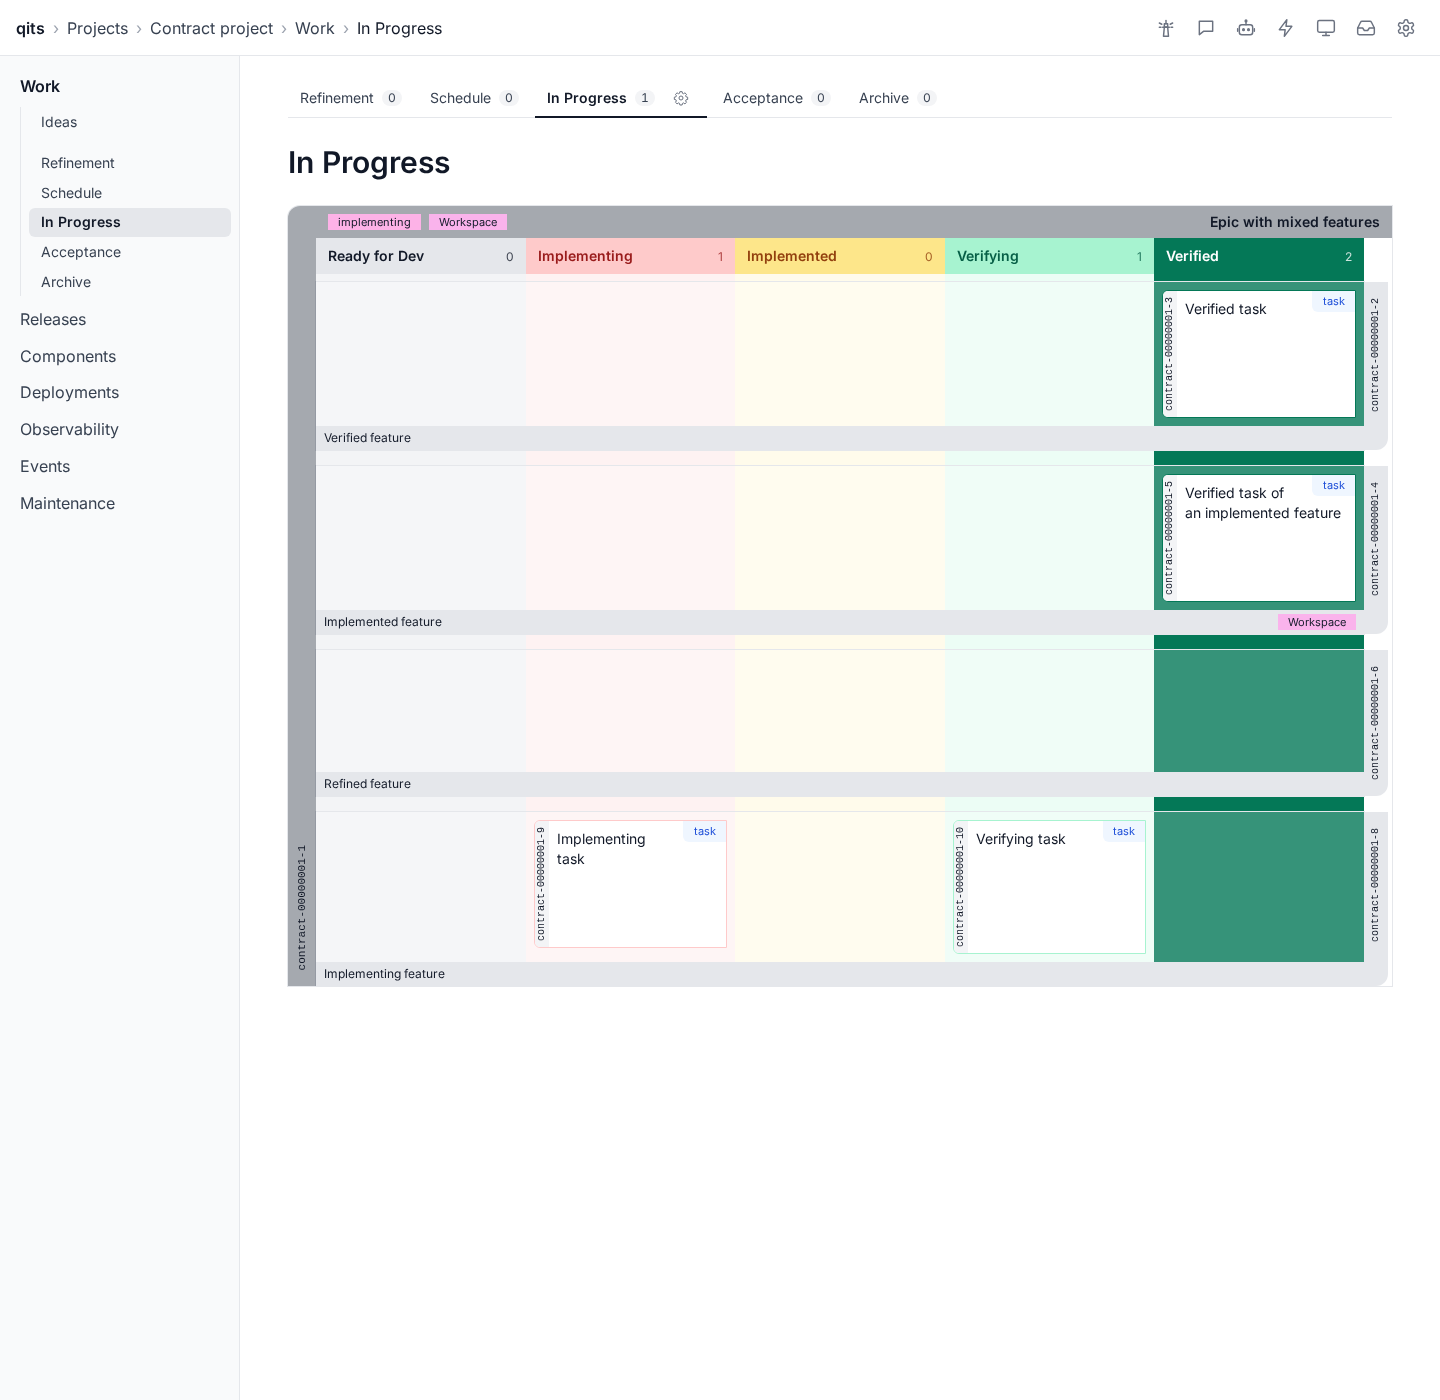 qits › Projects › Contract project › Work › In Progress
Work
Ideas
Refinement
Schedule
In Progress
Acceptance
Archive
Releases
Components
Deployments
Observability
Events
Maintenance
Refinement 0 Schedule 0 In Progress 1 Acceptance 0 Archive 0
In Progress
implementing Workspace Epic with mixed features
Ready for Dev 0 Implementing 1 Implemented 0 Verifying 1 Verified 2
contract-00000001-3
Verified task
task
contract-00000001-2
Verified feature
contract-00000001-5
Verified task of
an implemented feature
task
contract-00000001-4
Implemented feature Workspace
contract-00000001-6
Refined feature
contract-00000001-1
contract-00000001-9
Implementing
task
task
contract-00000001-10
Verifying task
task
contract-00000001-8
Implementing feature